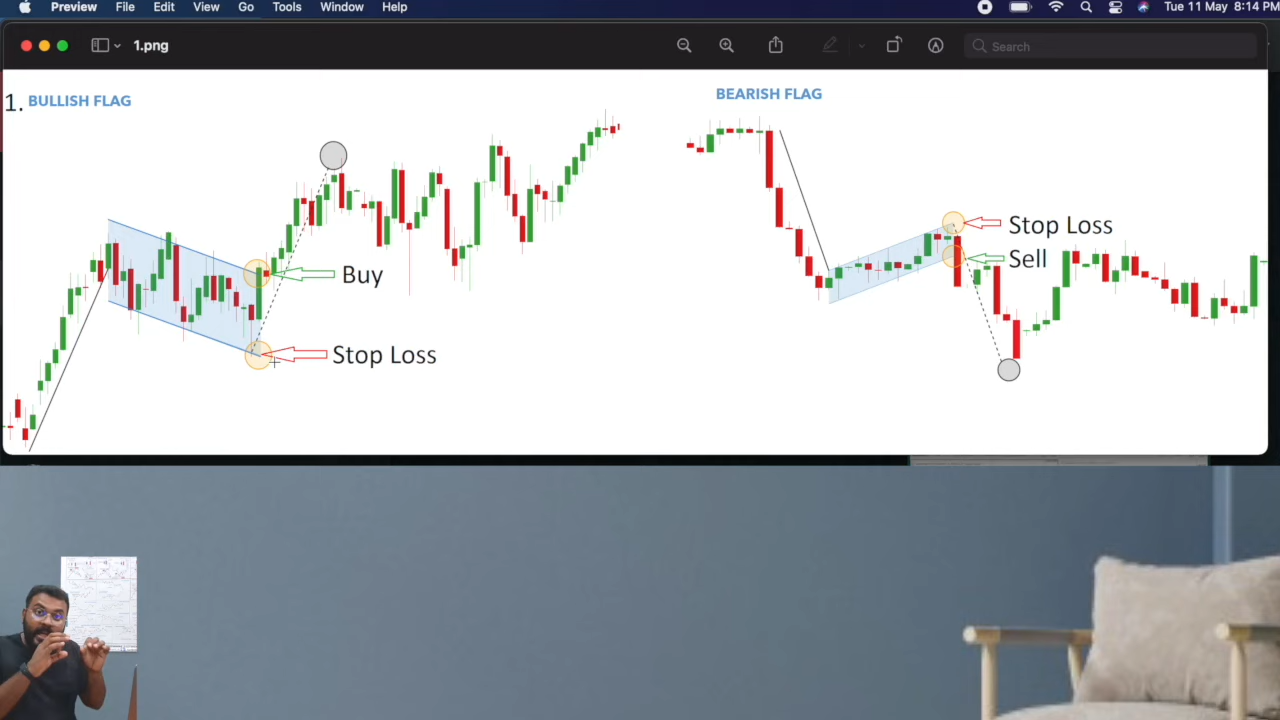 Preview File Edit View Go Tools Window Help Tue 11 May 8:14 PM
1.png
Search
1. BULLISH FLAG
BEARISH FLAG
Stop Loss
Sell
Buy
Stop Loss